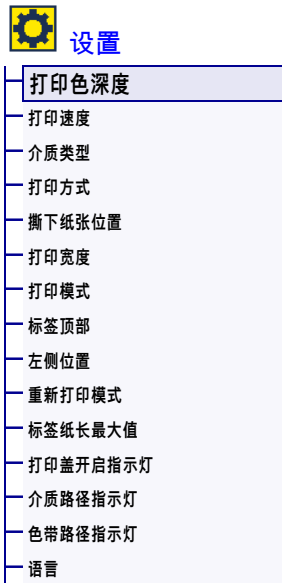 设置
打印色深度
打印速度
介质类型
打印方式
撕下纸张位置
打印宽度
打印模式
标签顶部
左侧位置
重新打印模式
标签纸长最大值
打印盖开启指示灯
介质路径指示灯
色带路径指示灯
语言